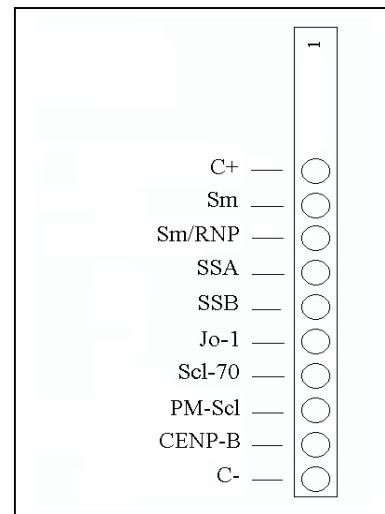 1
C+
Sm
Sm/RNP
SSA
SSB
Jo-1
Scl-70
PM-Scl
CENP-B
C-